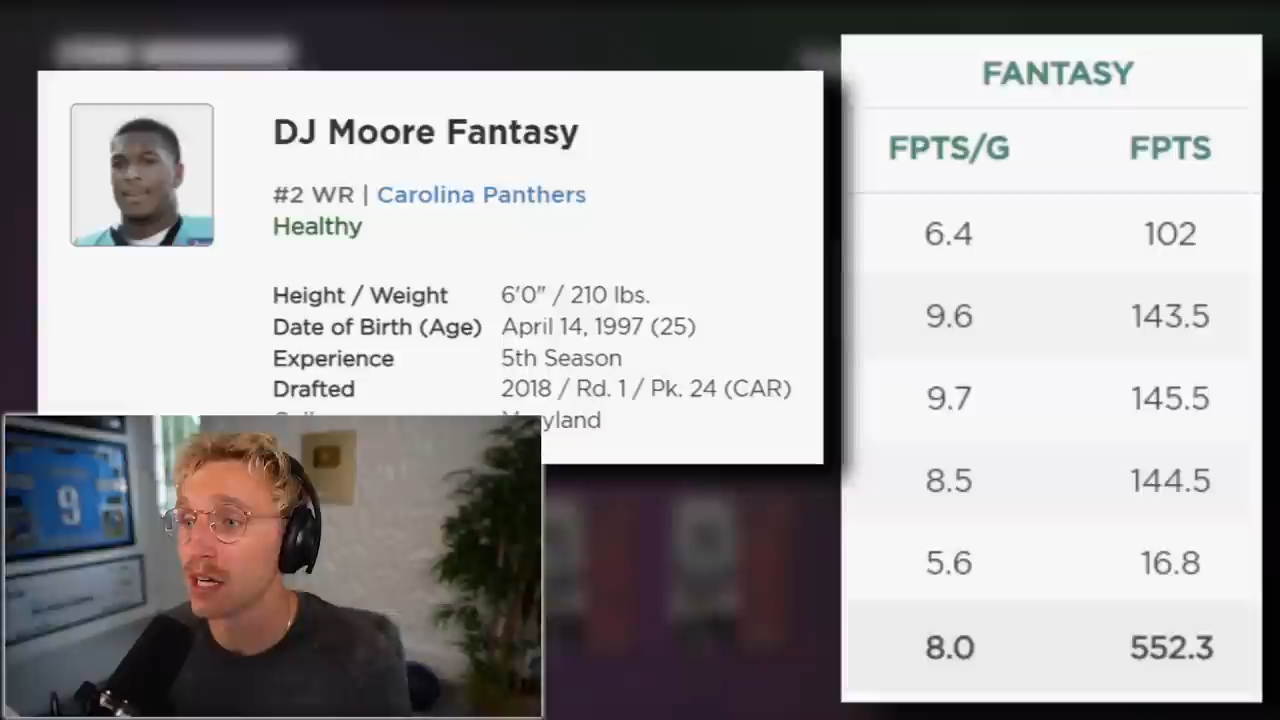 DJ Moore Fantasy
#2 WR | Carolina Panthers
Healthy
Height / Weight 6'0" / 210 lbs.
Date of Birth (Age) April 14, 1997 (25)
Experience 5th Season
Drafted 2018 / Rd. 1 / Pk. 24 (CAR)
FANTASY
FPTS/G FPTS
6.4 102
9.6 143.5
9.7 145.5
8.5 144.5
5.6 16.8
8.0 552.3
9